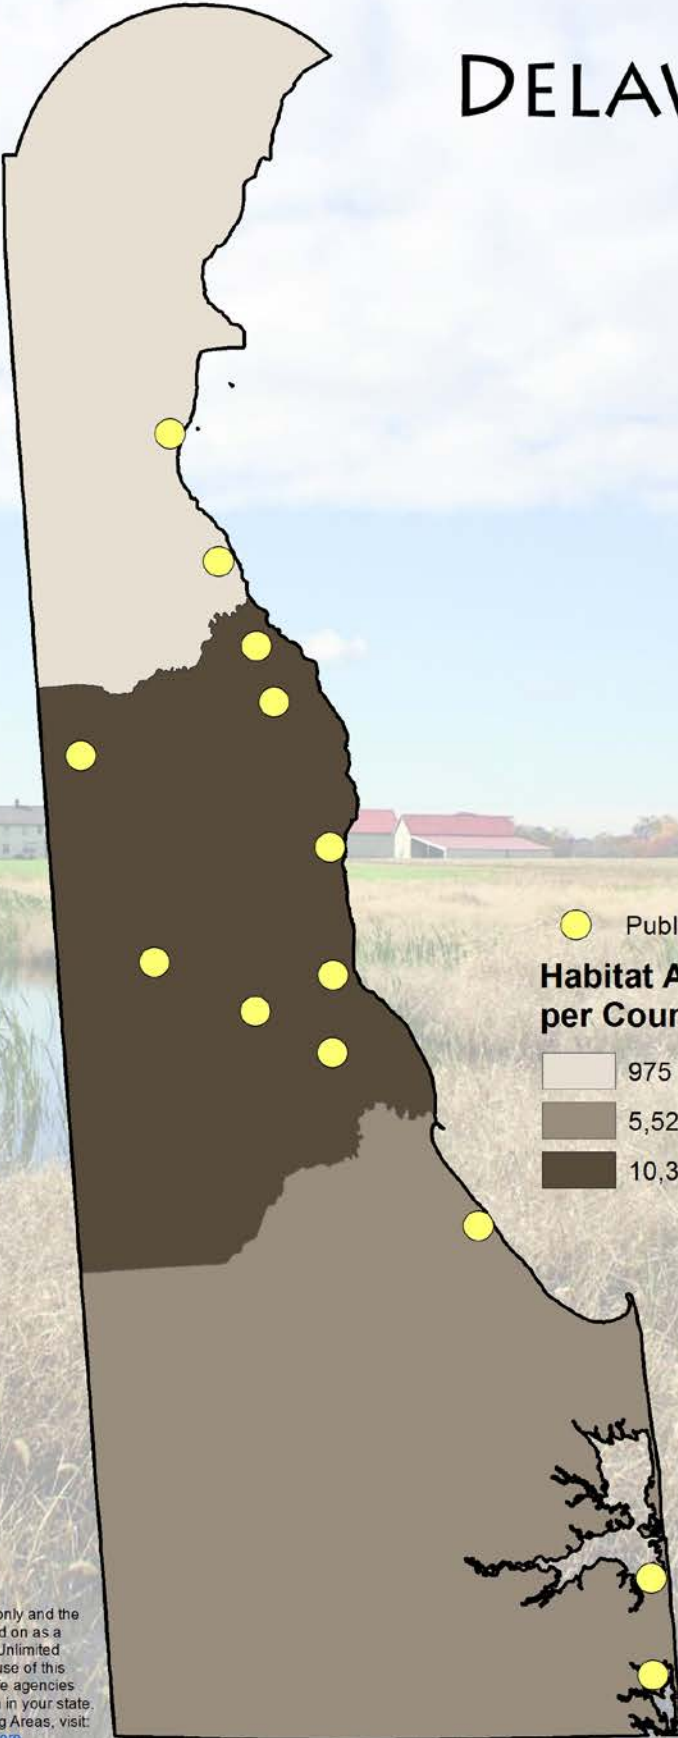 DELAW
Publ
Habitat A
per Coun
975
5,52
10,3
only and the
d on as a
Unlimited
use of this
e agencies
in your state.
g Areas, visit: